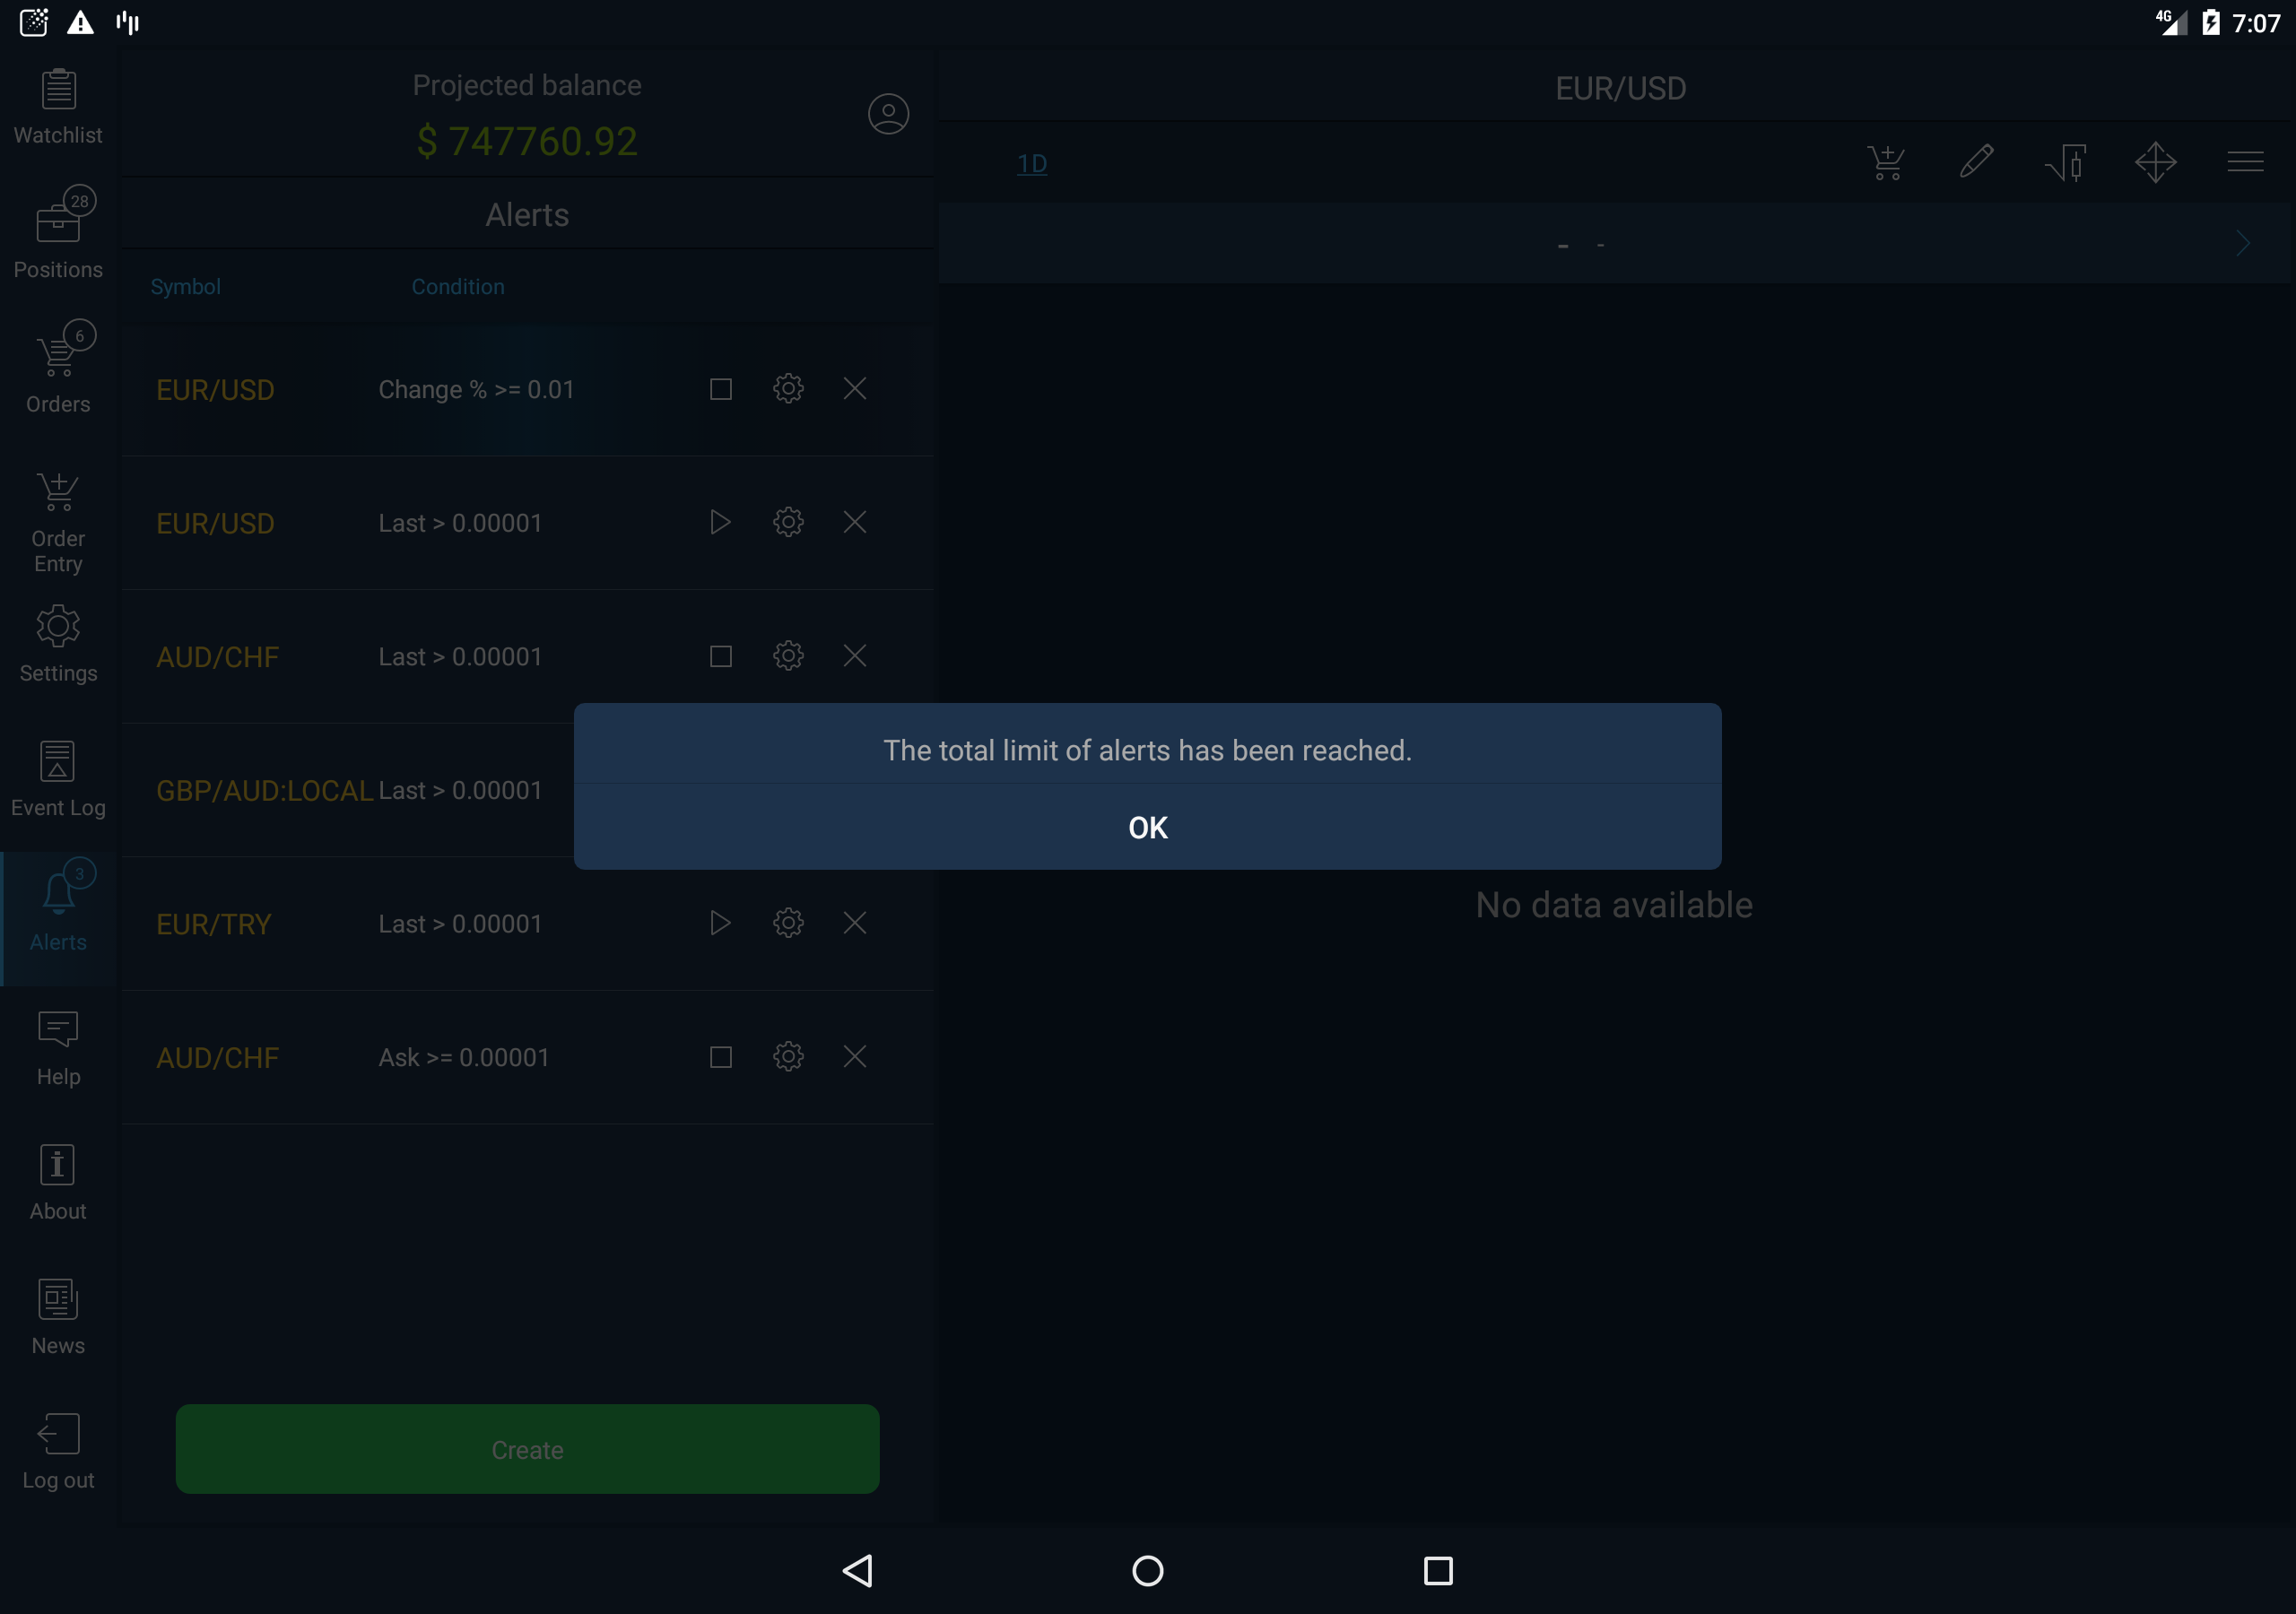 4G 7:07
Watchlist
28
Positions
6
Orders
Order
Entry
Settings
Event Log
3
Alerts
Help
About
News
Log out
Projected balance
$ 747760.92
Alerts
Symbol Condition
EUR/USD Change % >= 0.01
EUR/USD Last > 0.00001
AUD/CHF Last > 0.00001
GBP/AUD:LOCAL Last > 0.00001
EUR/TRY Last > 0.00001
AUD/CHF Ask >= 0.00001
Create
EUR/USD
1D
- -
No data available
The total limit of alerts has been reached.
OK